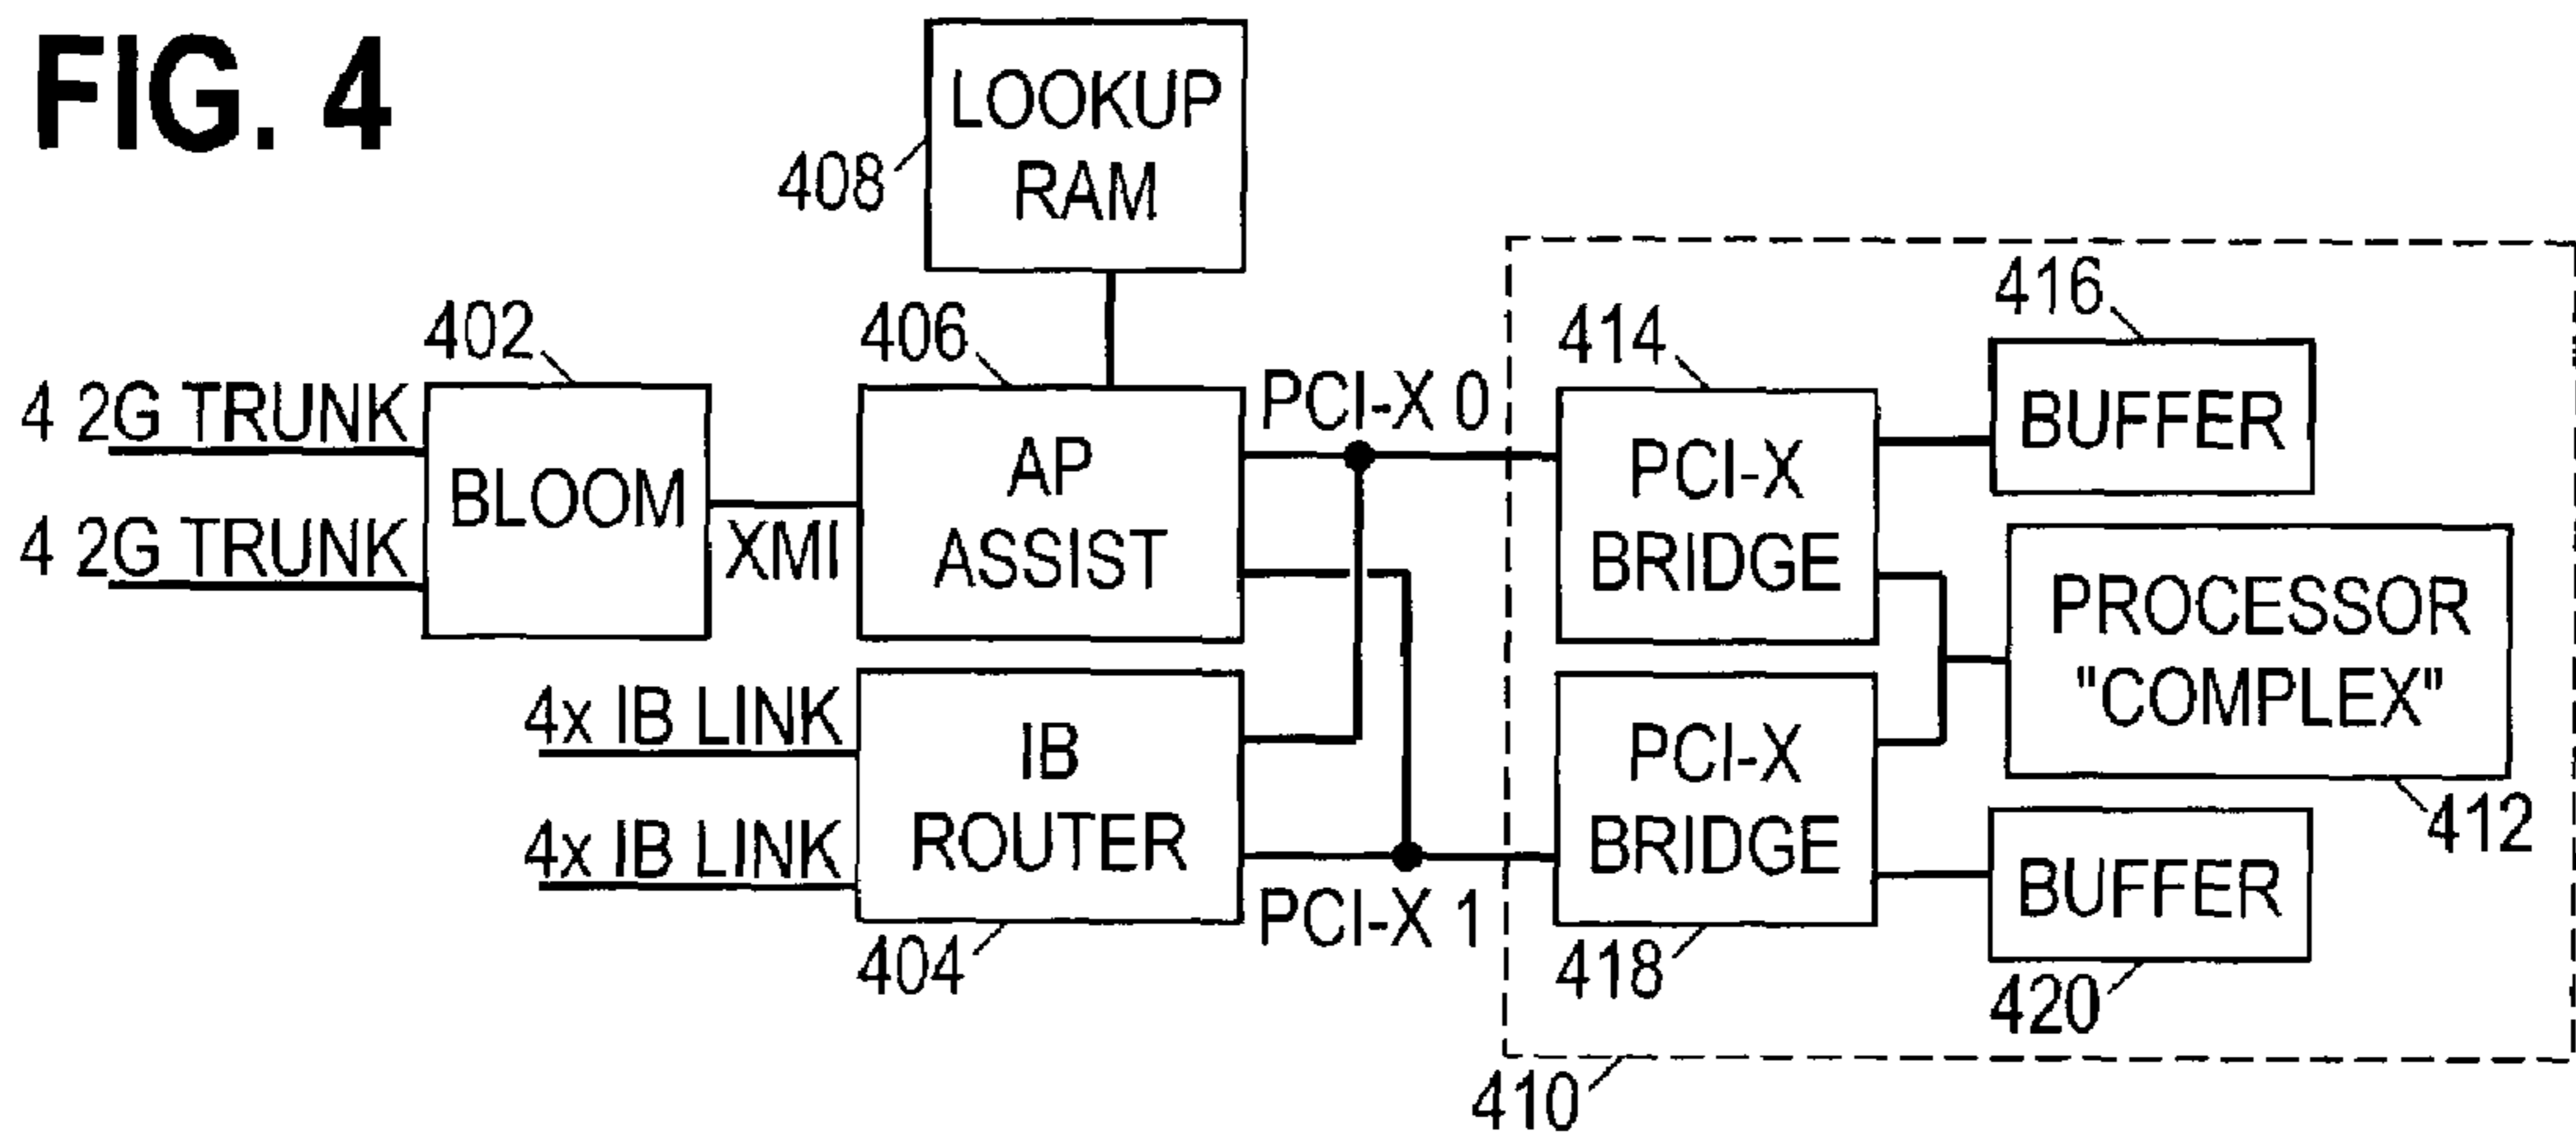 FIG. 4
LOOKUP
RAM
408
402
406
4 2G TRUNK
4 2G TRUNK
BLOOM
XMI
AP
ASSIST
PCI-X 0
414
416
PCI-X
BRIDGE
BUFFER
PROCESSOR
"COMPLEX"
412
4x IB LINK
4x IB LINK
IB
ROUTER
404
PCI-X 1
PCI-X
BRIDGE
418
BUFFER
420
410